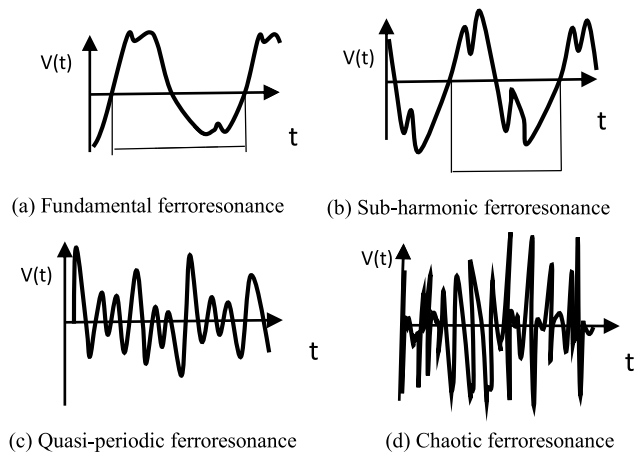 V(t)
t
(a) Fundamental ferroresonance
V(t)
t
(b) Sub-harmonic ferroresonance
V(t)
t
(c) Quasi-periodic ferroresonance
V(t)
t
(d) Chaotic ferroresonance